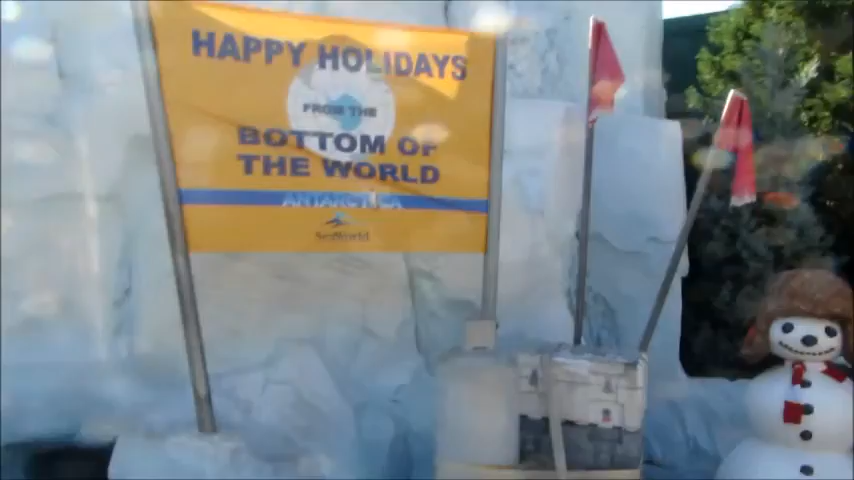 HAPPY HOLIDAYS
FROM THE
BOTTOM OF
THE WORLD
ANTARCTICA
SeaWorld